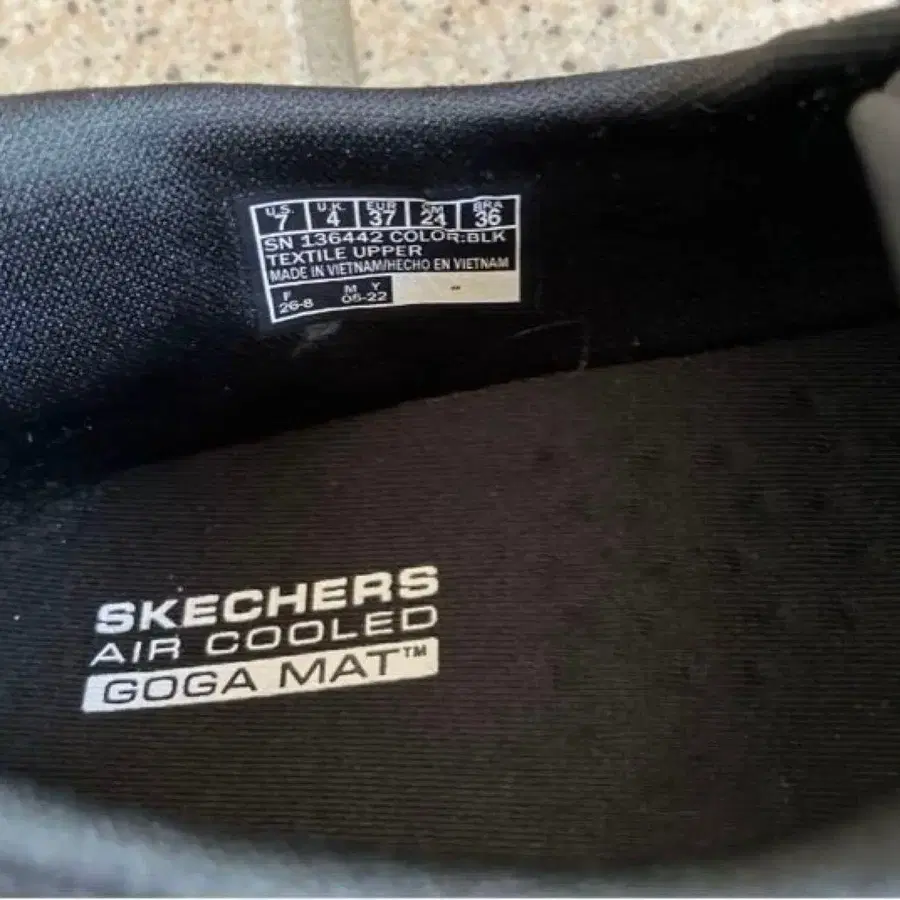 U.S. U.K. EUR CM BRA
7 4 37 24 36
SN 136442 COLOR:BLK
TEXTILE UPPER
MADE IN VIETNAM/HECHO EN VIETNAM
F M Y
26-8 05-22
SKECHERS
AIR COOLED
GOGA MAT™